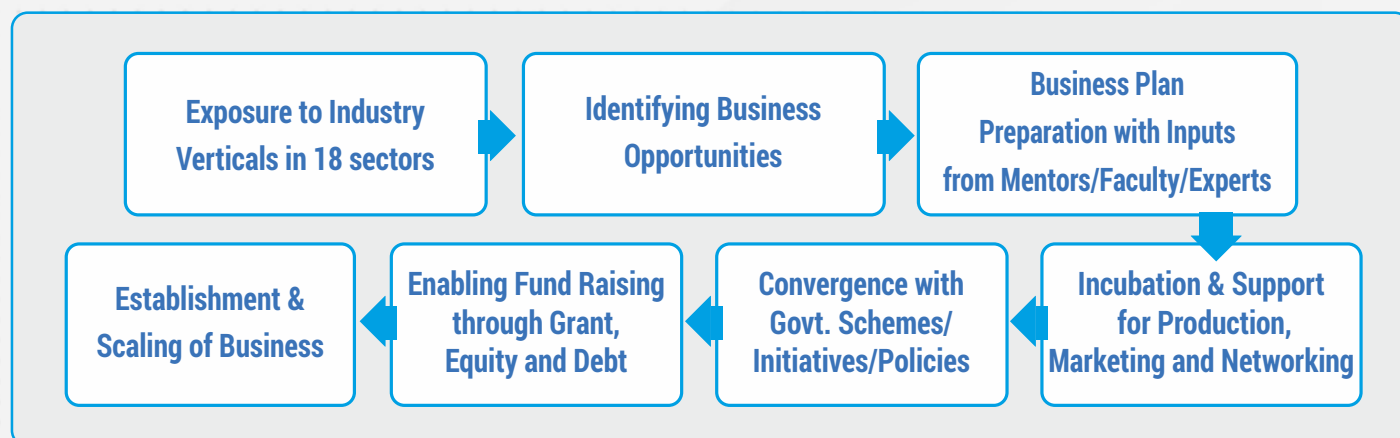 Exposure to Industry
Verticals in 18 sectors
Identifying Business
Opportunities
Business Plan
Preparation with Inputs
from Mentors/Faculty/Experts
Incubation & Support
for Production,
Marketing and Networking
Convergence with
Govt. Schemes/
Initiatives/Policies
Enabling Fund Raising
through Grant,
Equity and Debt
Establishment &
Scaling of Business